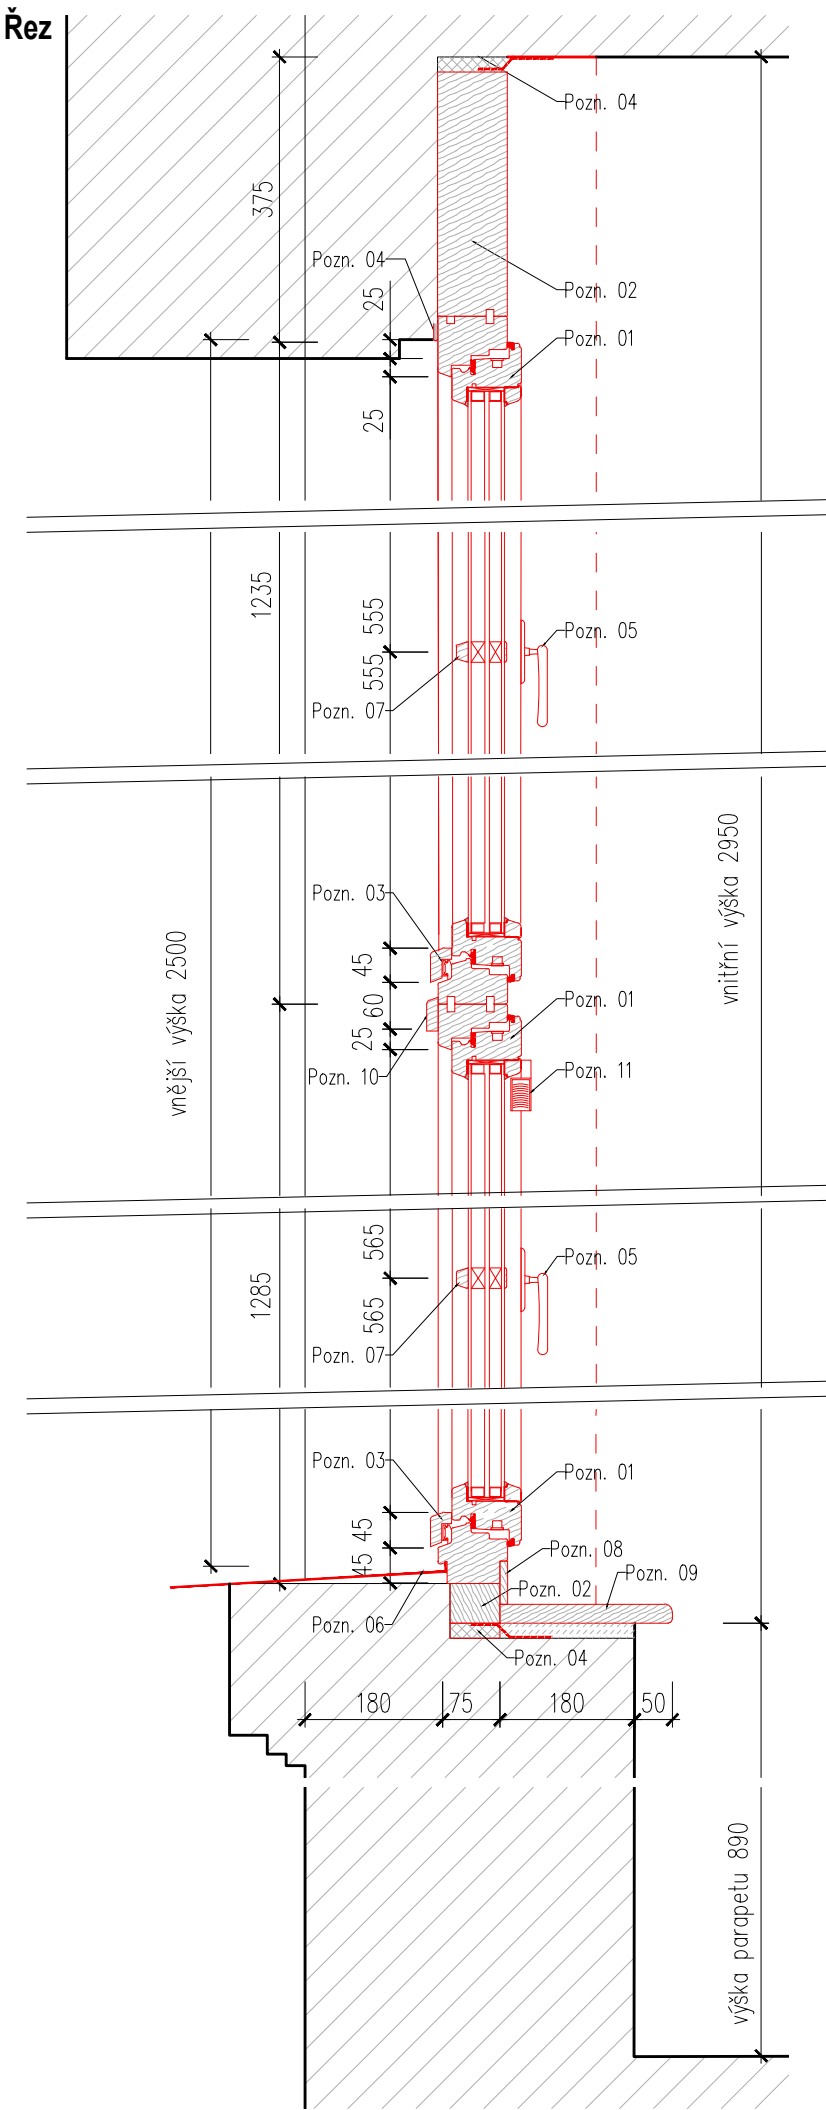 Řez
Pozn. 04
375
Pozn. 04
Pozn. 02
25
Pozn. 01
25
1235
555
Pozn. 05
555
Pozn. 07
vnitřní výška 2950
Pozn. 03
vnější výška 2500
45
60
Pozn. 01
25
Pozn. 10
Pozn. 11
565
Pozn. 05
1285
565
Pozn. 07
Pozn. 03
Pozn. 01
45
Pozn. 08
45
Pozn. 09
Pozn. 02
Pozn. 06
Pozn. 04
180
75
180
50
výška parapetu 890